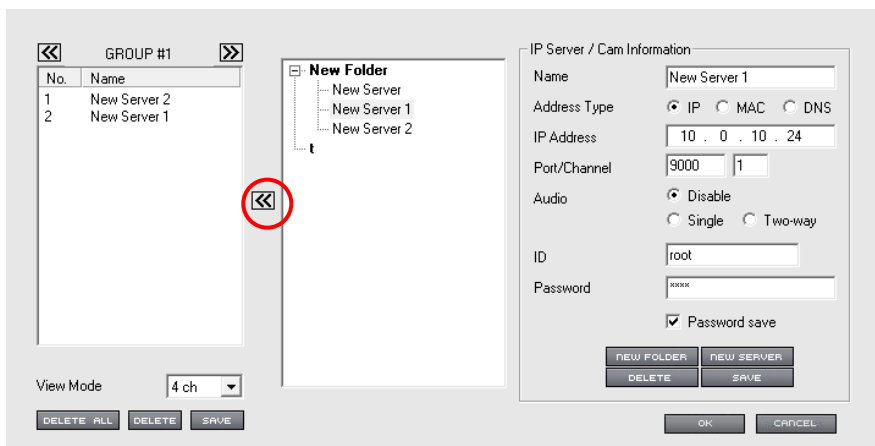 GROUP #1
No. Name
1 New Server 2
2 New Server 1
View Mode 4 ch
DELETE ALL DELETE SAVE
New Folder
New Server
New Server 1
New Server 2
t
IP Server / Cam Information
Name New Server 1
Address Type IP MAC DNS
IP Address 10 . 0 . 10 . 24
Port/Channel 9000 1
Audio Disable
Single Two-way
ID root
Password ****
Password save
NEW FOLDER NEW SERVER
DELETE SAVE
OK CANCEL